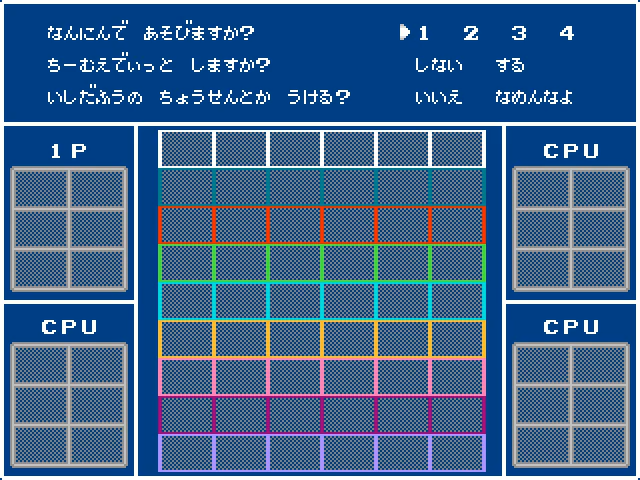 なんにんで あそびますか? ▶1 2 3 4
ちーむえでぃっと しますか? しない する
いしだふうの ちょうせんとか うける? いいえ なめんなよ
1P
CPU
CPU
CPU